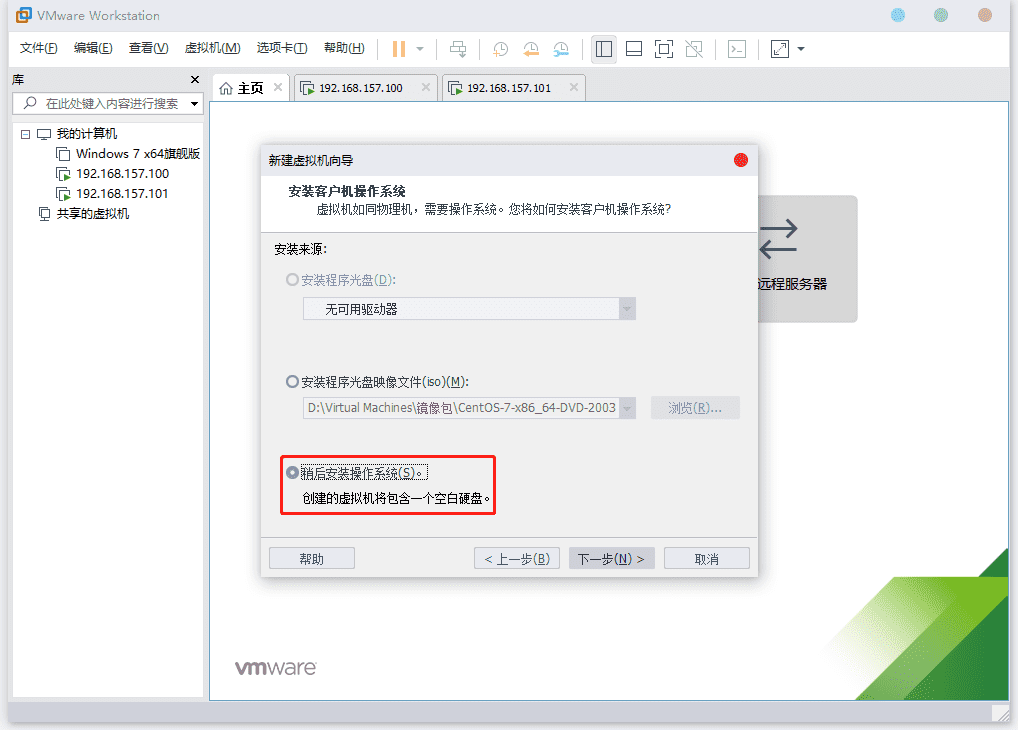 VMware Workstation
文件(F) 编辑(E) 查看(V) 虚拟机(M) 选项卡(T) 帮助(H)
库
在此处键入内容进行搜索
我的计算机
Windows 7 x64旗舰版
192.168.157.100
192.168.157.101
共享的虚拟机
主页 192.168.157.100 192.168.157.101
新建虚拟机向导
安装客户机操作系统
虚拟机如同物理机，需要操作系统。您将如何安装客户机操作系统?
安装来源:
安装程序光盘(D):
无可用驱动器
安装程序光盘映像文件(iso)(M):
D:\Virtual Machines\镜像包\CentOS-7-x86_64-DVD-2003
浏览(R)...
稍后安装操作系统(S)。
创建的虚拟机将包含一个空白硬盘。
帮助 < 上一步(B) 下一步(N) > 取消
远程服务器
vmware